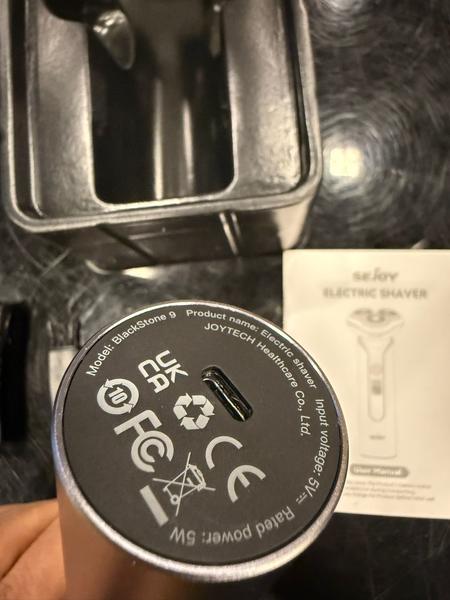 Model: BlackStone 9
Product name: Electric shaver
JOYTECH Healthcare Co., Ltd.
Input voltage: 5V⎓
Rated power: 5W
UK
CA
10
FC
CE
SEJOY
ELECTRIC SHAVER
User Manual